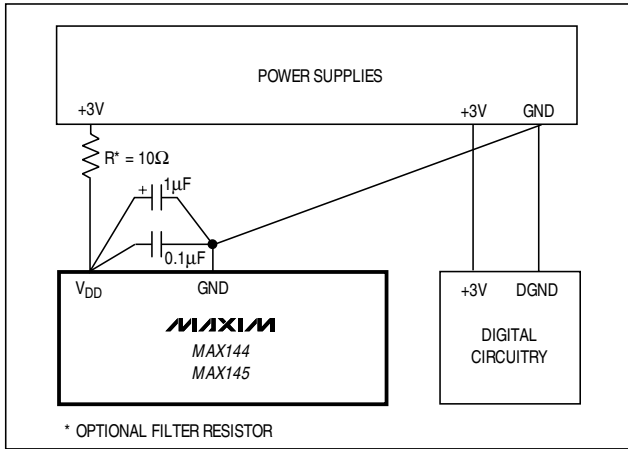 POWER SUPPLIES
+3V
+3V GND
R* = 10Ω
+ 1µF
0.1µF
VDD GND
MAXIM
MAX144
MAX145
+3V DGND
DIGITAL
CIRCUITRY
* OPTIONAL FILTER RESISTOR